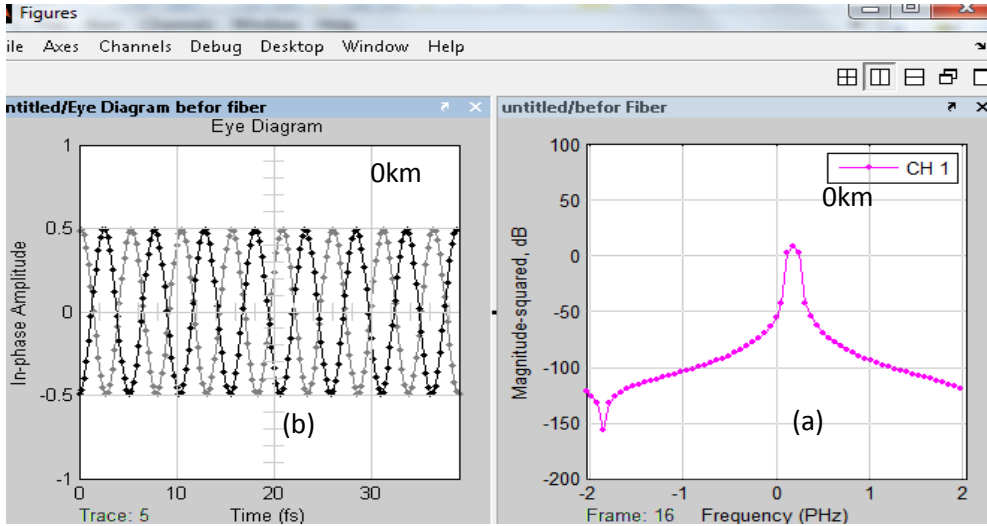 Figures
ile Axes Channels Debug Desktop Window Help
ntitled/Eye Diagram befor fiber
Eye Diagram
1
0.5
0
-0.5
-1
In-phase Amplitude
0km
(b)
0 10 20 30
Trace: 5 Time (fs)
untitled/befor Fiber
100
50
0
-50
-100
-150
-200
Magnitude-squared, dB
CH 1
0km
(a)
-2 -1 0 1 2
Frame: 16 Frequency (PHz)